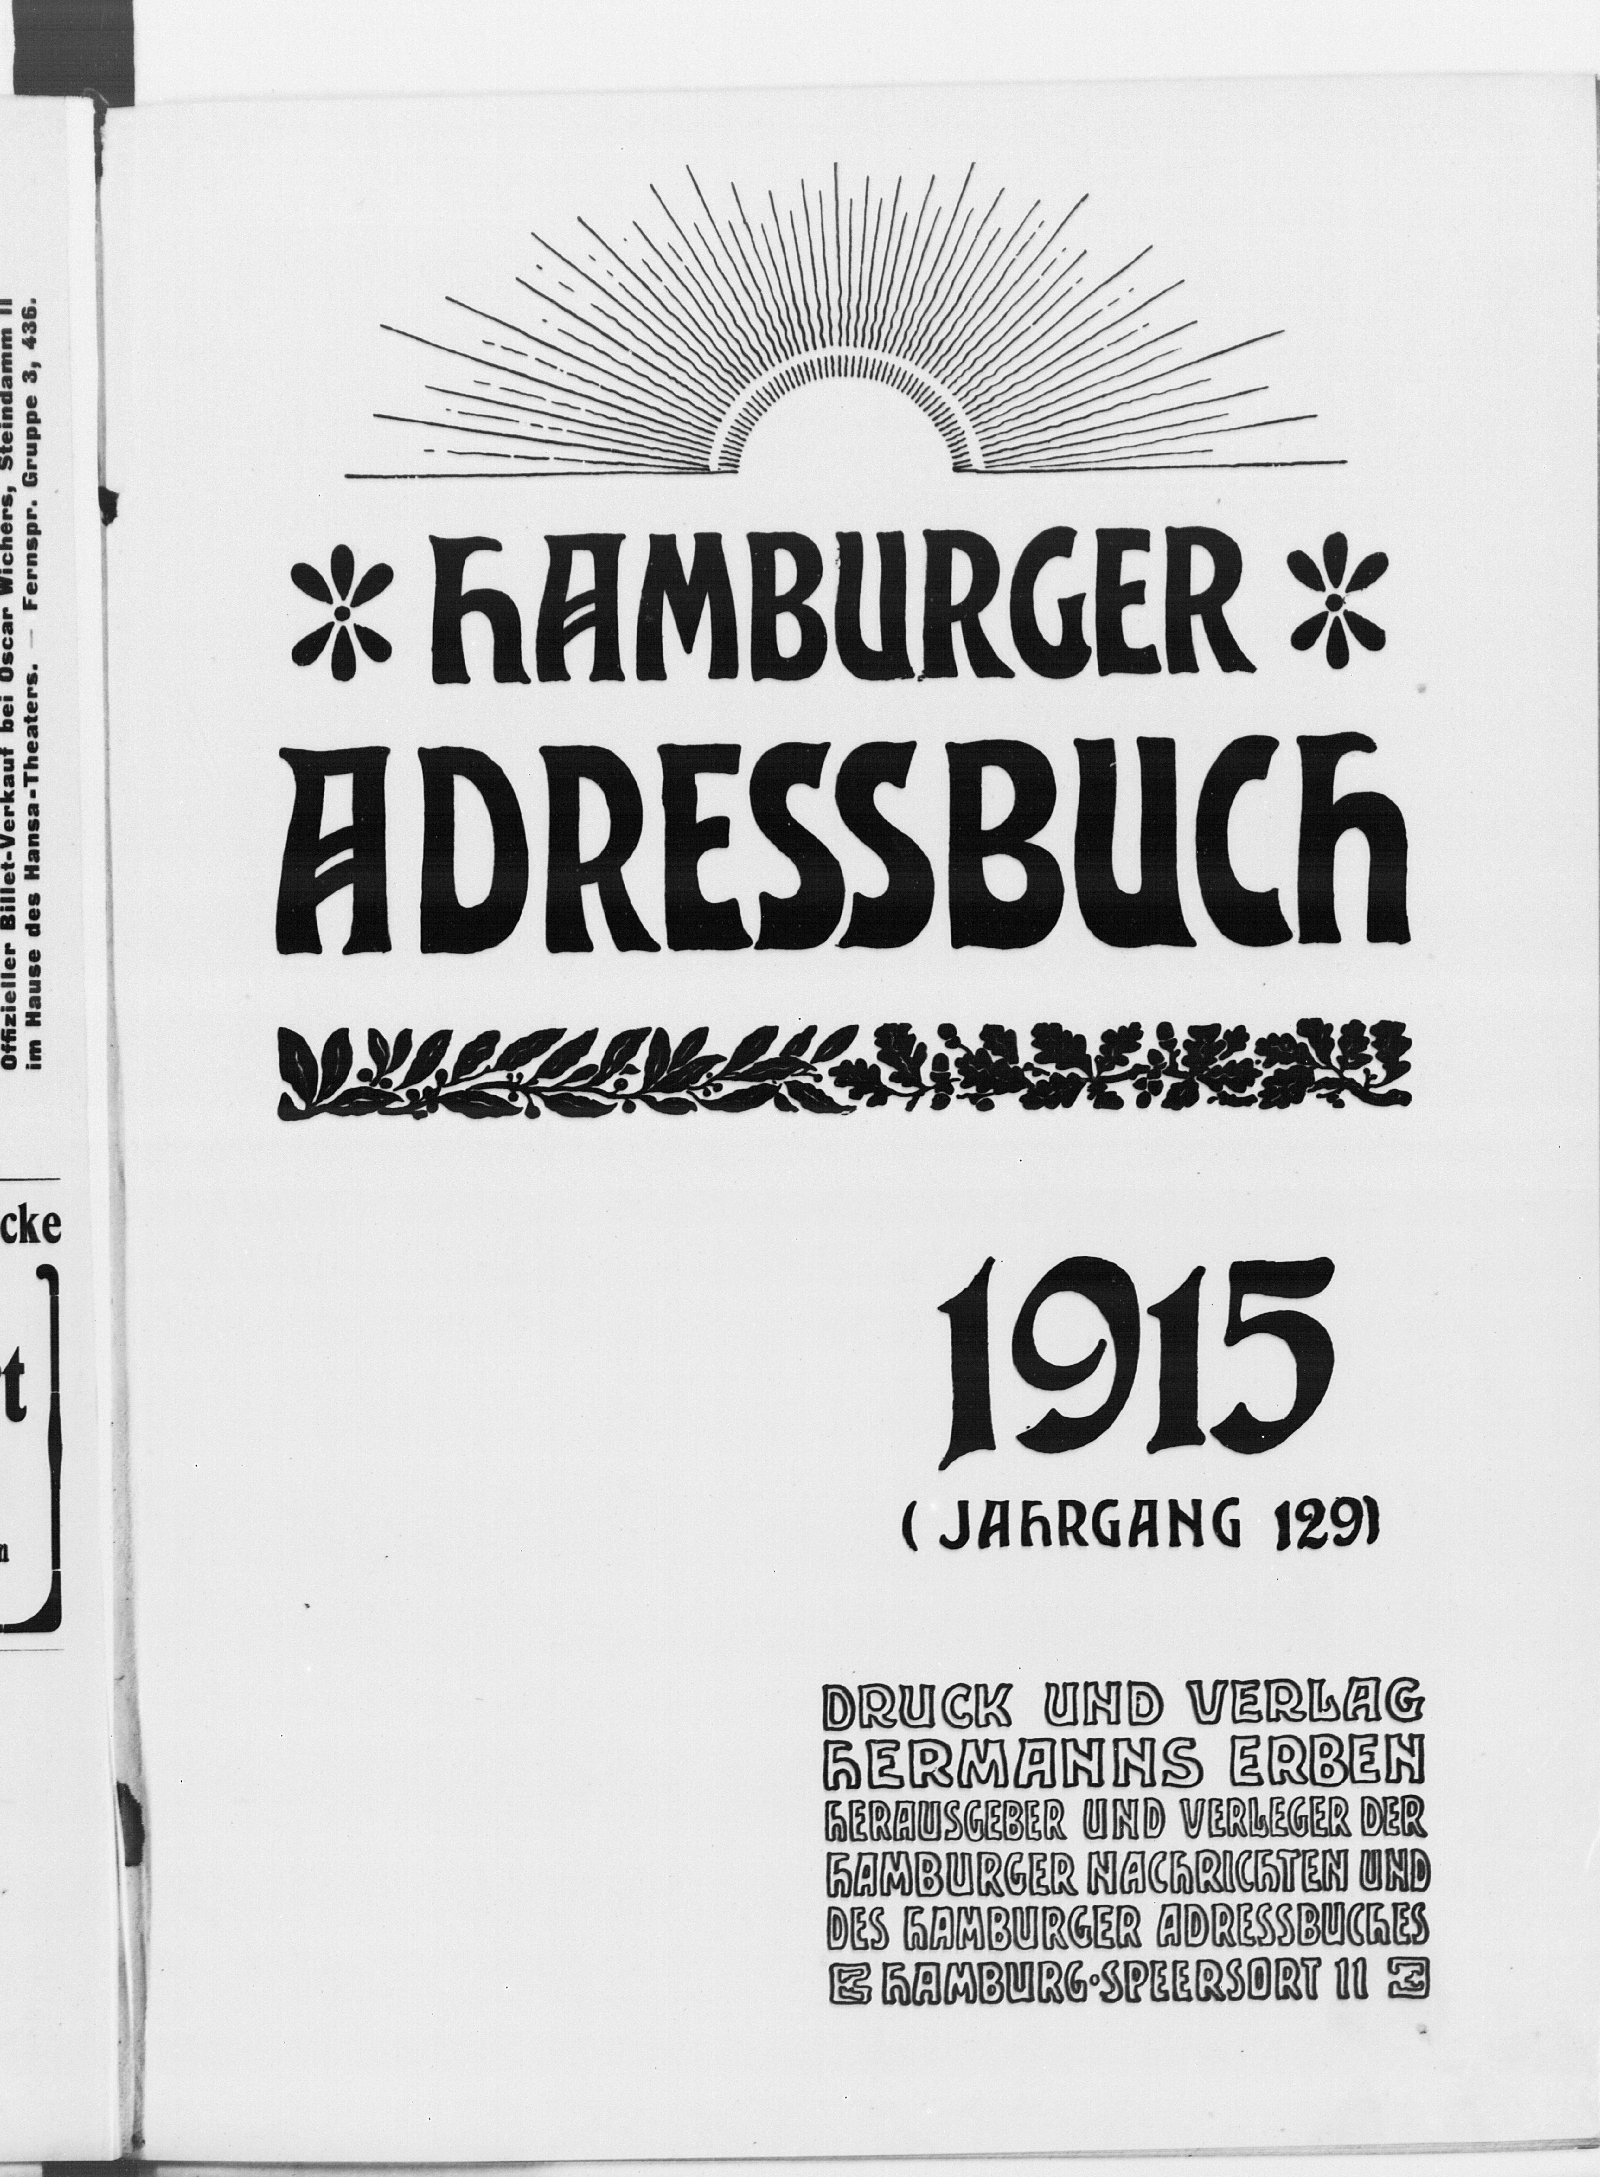 Offizieller Billet-Verkauf bei Oscar Wichers, Steindamm 11
im Hause des Hansa-Theaters. — Fernspr. Gruppe 3, 436.
cke
t
n
HAMBURGER
ADRESSBUCH
1915
(JAHRGANG 129)
DRUCK UND VERLAG
HERMANNS ERBEN
HERAUSGEBER UND VERLEGER DER
HAMBURGER NACHRICHTEN UND
DES HAMBURGER ADRESSBUCHES
HAMBURG·SPEERSORT 11